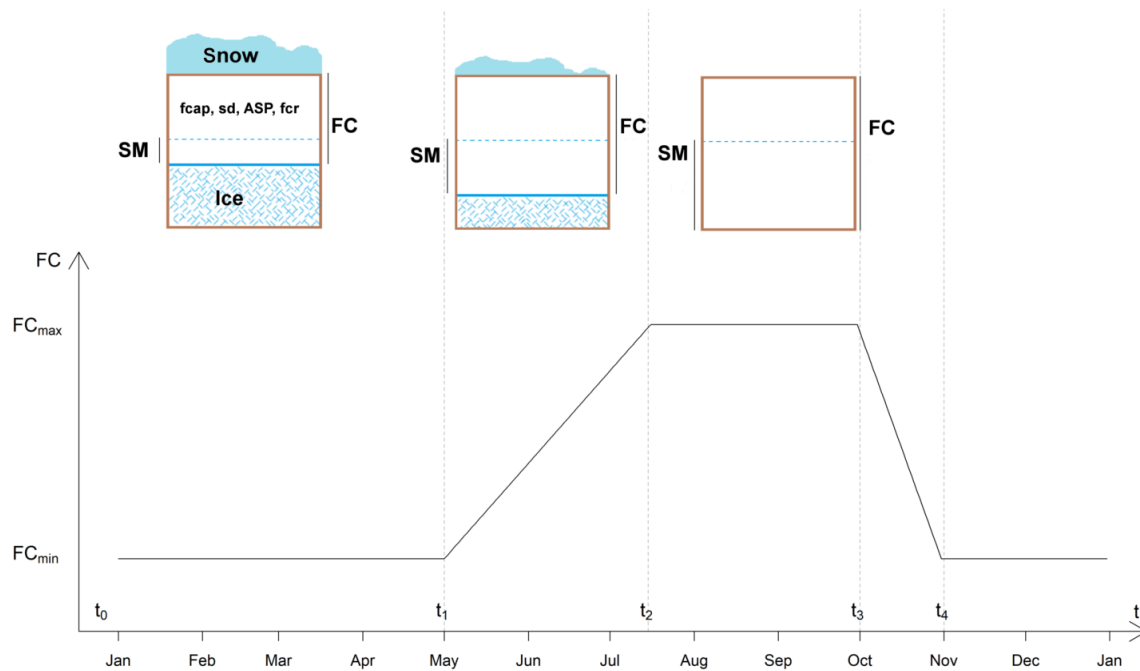 Snow
fcap, sd, ASP, fcr
FC
SM
Ice
FC
SM
FC
SM
FC
FCmax
FCmin
t0 t1 t2 t3 t4 t
Jan Feb Mar Apr May Jun Jul Aug Sep Oct Nov Dec Jan